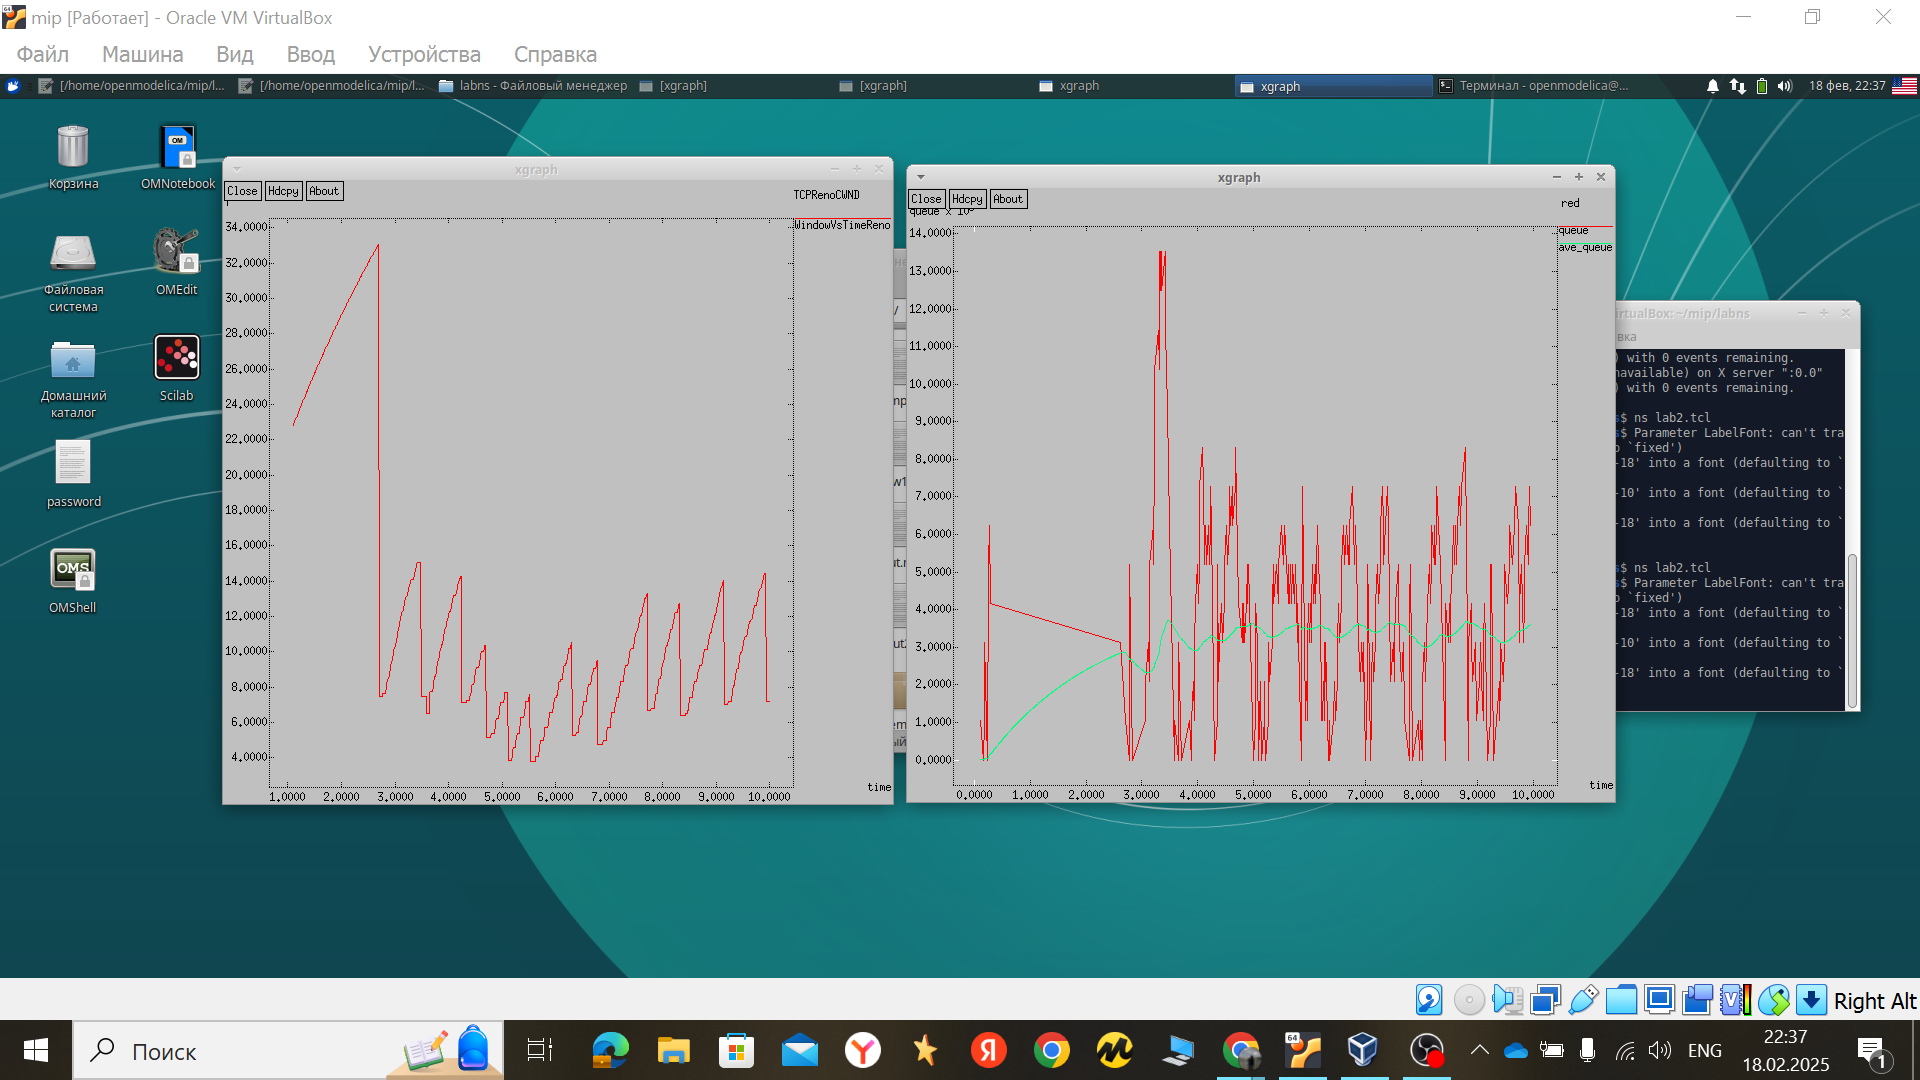 mip [Работает] - Oracle VM VirtualBox
Файл Машина Вид Ввод Устройства Справка
[/home/openmodelica/mip/l... [/home/openmodelica/mip/l... labns - Файловый менеджер [xgraph] [xgraph] xgraph xgraph Терминал - openmodelica@... 18 фев, 22:37
Корзина
OMNotebook
Файловая
система
OMEdit
Домашний
каталог
Scilab
password
OMS
OMShell
xgraph
Close Hdcpy About
TCPRenoCWND
WindowVsTimeReno
34.0000
32.0000
30.0000
28.0000
26.0000
24.0000
22.0000
20.0000
18.0000
16.0000
14.0000
12.0000
10.0000
8.0000
6.0000
4.0000
time
1.0000 2.0000 3.0000 4.0000 5.0000 6.0000 7.0000 8.0000 9.0000 10.0000
xgraph
Close Hdcpy About
queue x 10
red
queue
ave_queue
14.0000
13.0000
12.0000
11.0000
10.0000
9.0000
8.0000
7.0000
6.0000
5.0000
4.0000
3.0000
2.0000
1.0000
0.0000
time
0.0000 1.0000 2.0000 3.0000 4.0000 5.0000 6.0000 7.0000 8.0000 9.0000 10.0000
irtualBox: ~/mip/labns
вка
) with 0 events remaining.
navailable) on X server ":0.0"
) with 0 events remaining.
$ ns lab2.tcl
$ Parameter LabelFont: can't tra
o `fixed')
-18' into a font (defaulting to `
-10' into a font (defaulting to `
-18' into a font (defaulting to `
$ ns lab2.tcl
$ Parameter LabelFont: can't tra
o `fixed')
-18' into a font (defaulting to `
-10' into a font (defaulting to `
-18' into a font (defaulting to `
Right Alt
Поиск
ENG
22:37
18.02.2025
1